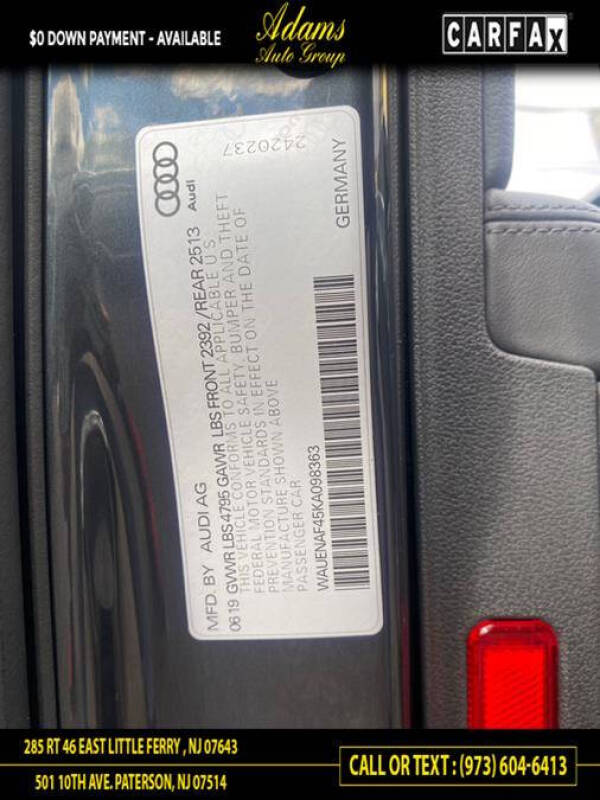 $0 DOWN PAYMENT - AVAILABLE
Adams
Auto Group
CARFAX
Audi
2420237
MFD. BY AUDI AG
06 19 GVWR LBS 4795 GAWR LBS FRONT 2392 / REAR 2513
THIS VEHICLE CONFORMS TO ALL APPLICABLE U S
FEDERAL MOTOR VEHICLE SAFETY, BUMPER AND THEFT
PREVENTION STANDARDS IN EFFECT ON THE DATE OF
MANUFACTURE SHOWN ABOVE
PASSENGER CAR
GERMANY
WAUENAF45KA098363
285 RT 46 EAST LITTLE FERRY , NJ 07643
501 10TH AVE. PATERSON, NJ 07514
CALL OR TEXT : (973) 604-6413